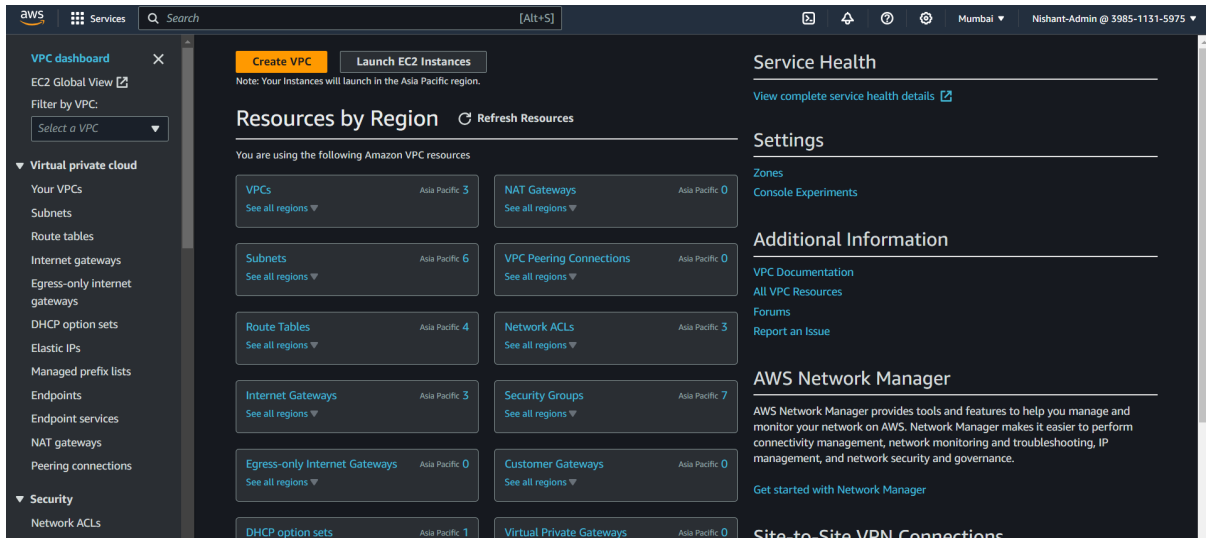 aws
Services
Search
[Alt+S]
Mumbai
Nishant-Admin @ 3985-1131-5975
VPC dashboard
EC2 Global View
Filter by VPC:
Select a VPC
Virtual private cloud
Your VPCs
Subnets
Route tables
Internet gateways
Egress-only internet
gateways
DHCP option sets
Elastic IPs
Managed prefix lists
Endpoints
Endpoint services
NAT gateways
Peering connections
Security
Network ACLs
Create VPC
Launch EC2 Instances
Note: Your Instances will launch in the Asia Pacific region.
Resources by Region
Refresh Resources
You are using the following Amazon VPC resources
VPCs Asia Pacific 3
See all regions
NAT Gateways Asia Pacific 0
See all regions
Subnets Asia Pacific 6
See all regions
VPC Peering Connections Asia Pacific 0
See all regions
Route Tables Asia Pacific 4
See all regions
Network ACLs Asia Pacific 3
See all regions
Internet Gateways Asia Pacific 3
See all regions
Security Groups Asia Pacific 7
See all regions
Egress-only Internet Gateways Asia Pacific 0
See all regions
Customer Gateways Asia Pacific 0
See all regions
DHCP option sets Asia Pacific 1
Virtual Private Gateways Asia Pacific 0
Service Health
View complete service health details
Settings
Zones
Console Experiments
Additional Information
VPC Documentation
All VPC Resources
Forums
Report an Issue
AWS Network Manager
AWS Network Manager provides tools and features to help you manage and
monitor your network on AWS. Network Manager makes it easier to perform
connectivity management, network monitoring and troubleshooting, IP
management, and network security and governance.
Get started with Network Manager
Site-to-Site VPN Connections